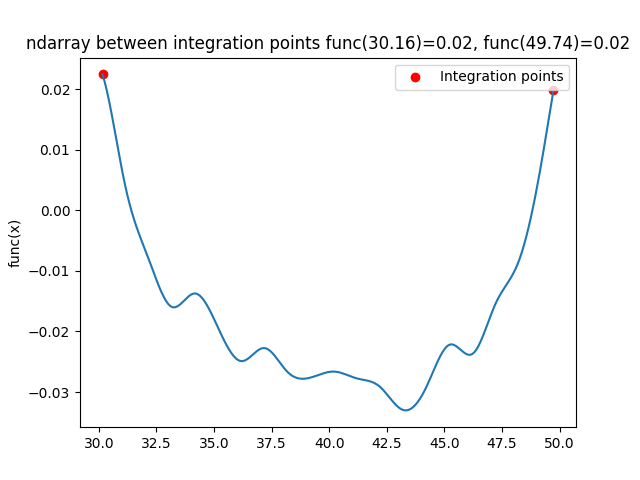 ndarray between integration points func(30.16)=0.02, func(49.74)=0.02
Integration points
func(x)
0.02
0.01
0.00
−0.01
−0.02
−0.03
30.0 32.5 35.0 37.5 40.0 42.5 45.0 47.5 50.0